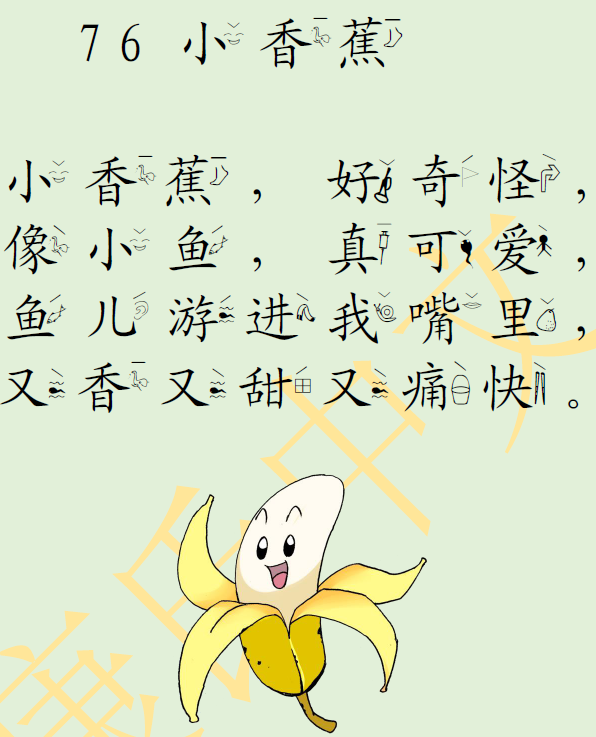 76 小香蕉
小香蕉，好奇怪，
像小鱼，真可爱，
鱼儿游进我嘴里，
又香又甜又痛快。